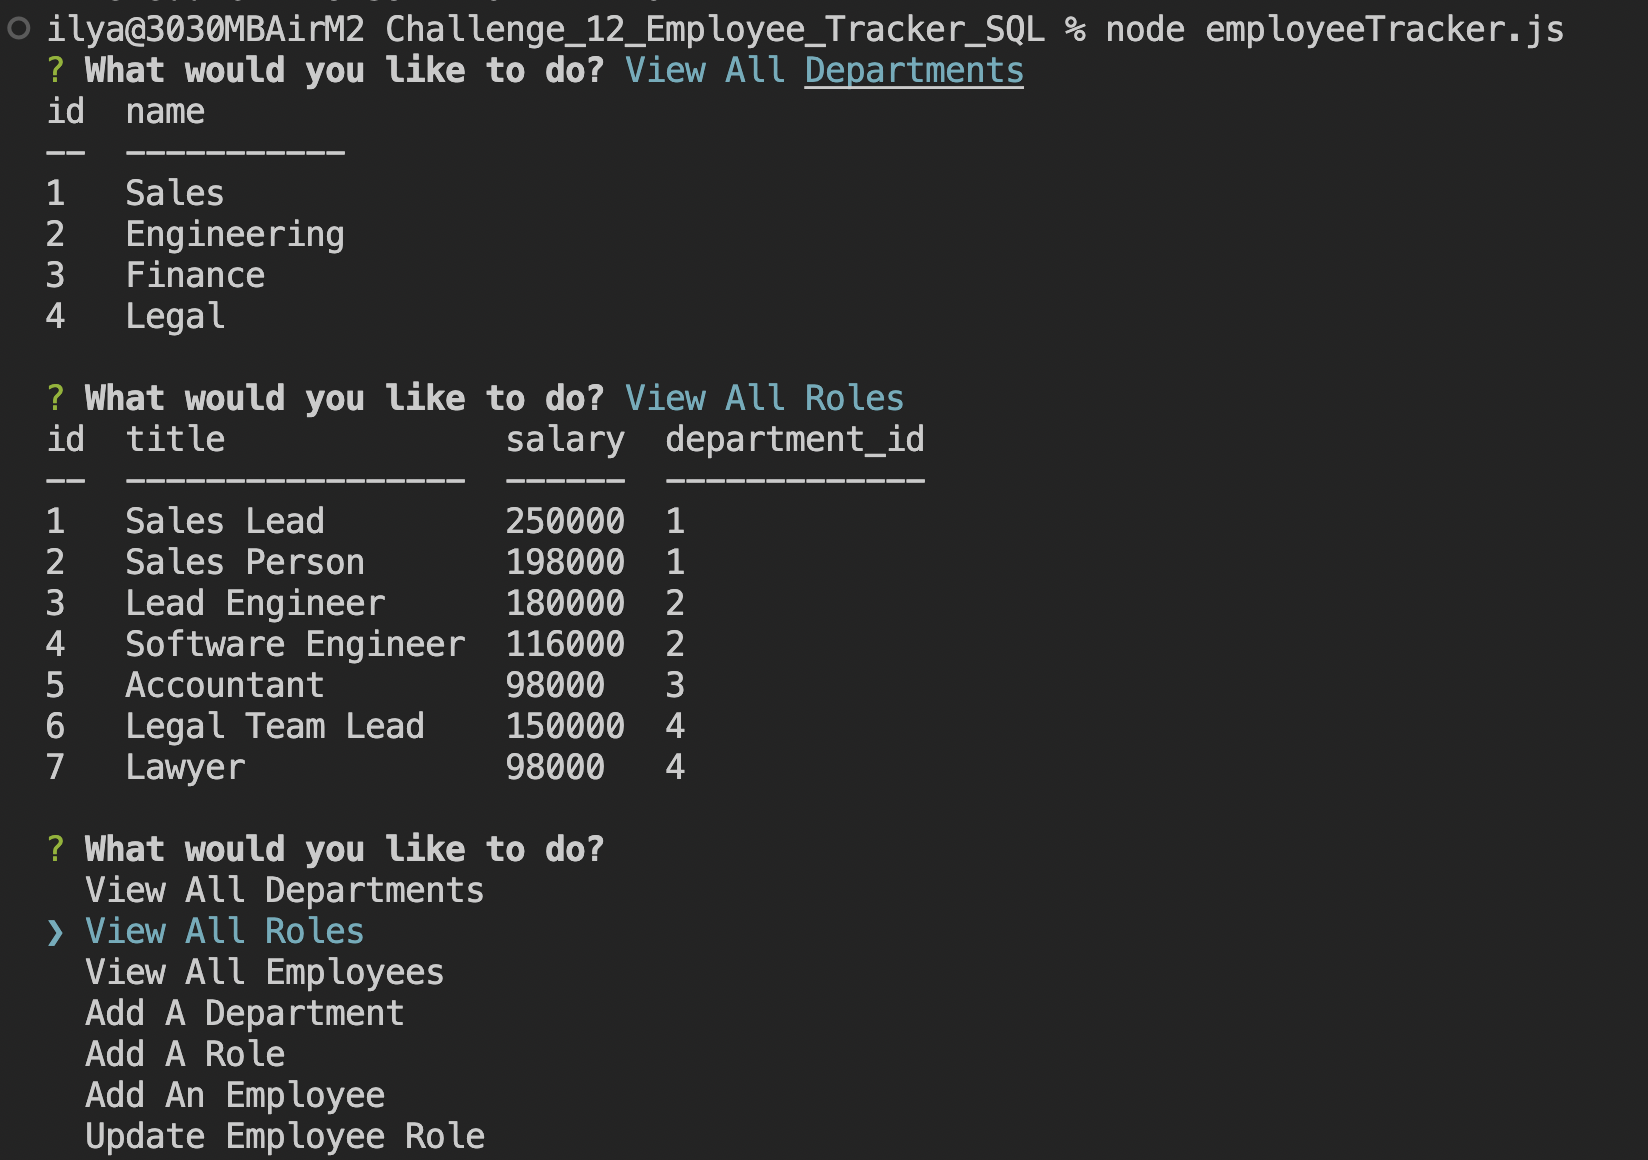 ilya@3030MBAirM2 Challenge_12_Employee_Tracker_SQL % node employeeTracker.js
? What would you like to do? View All Departments
id  name
--  -----------
1   Sales
2   Engineering
3   Finance
4   Legal
? What would you like to do? View All Roles
id  title              salary  department_id
--  -----------------  ------  -------------
1   Sales Lead         250000  1
2   Sales Person       198000  1
3   Lead Engineer      180000  2
4   Software Engineer  116000  2
5   Accountant         98000   3
6   Legal Team Lead    150000  4
7   Lawyer             98000   4
? What would you like to do?
View All Departments
❯ View All Roles
View All Employees
Add A Department
Add A Role
Add An Employee
Update Employee Role